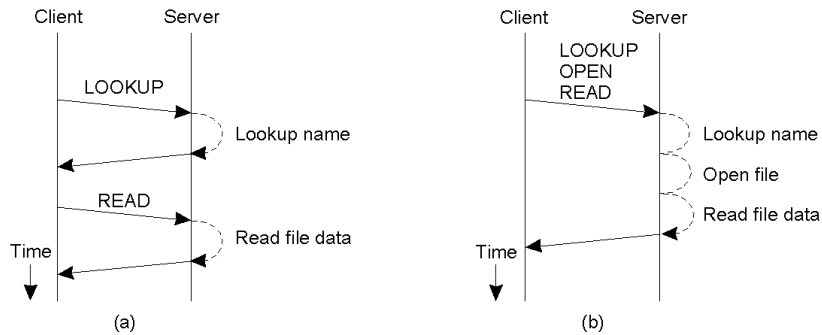 Client Server
LOOKUP
Lookup name
READ
Read file data
Time
(a)
Client Server
LOOKUP
OPEN
READ
Lookup name
Open file
Read file data
Time
(b)